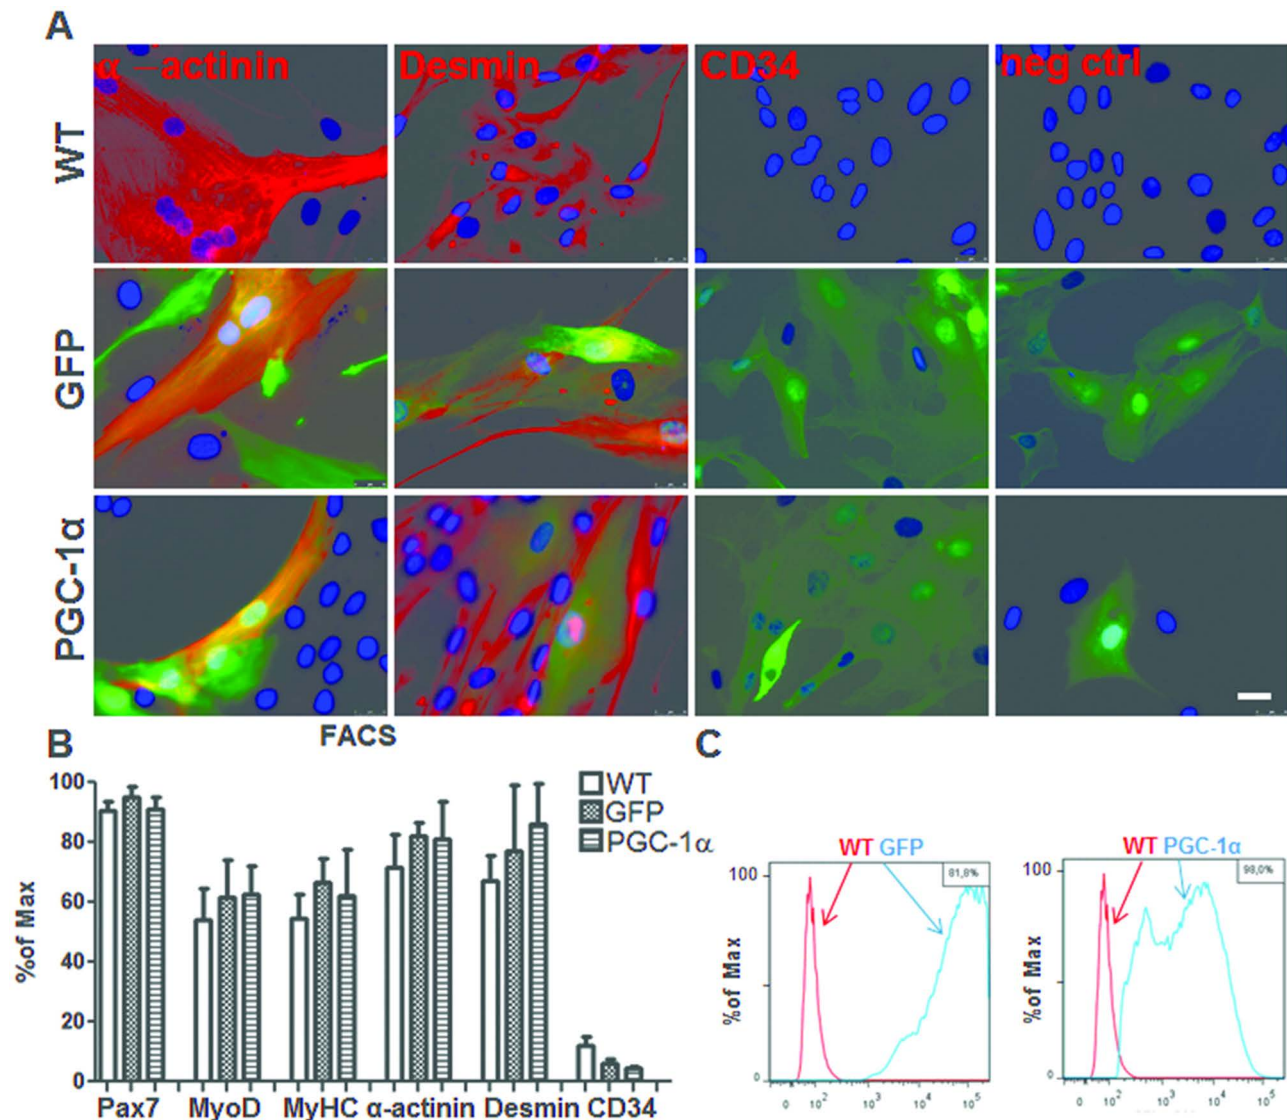 A
α –actinin Desmin CD34 neg ctrl
WT
GFP
PGC-1α
B FACS C
WT
GFP
PGC-1α
100
80
60
40
20
0
%of Max
Pax7 MyoD MyHC α-actinin Desmin CD34
WT GFP
81,8%
100
0
%of Max
0 10² 10³ 10⁴ 10⁵
WT PGC-1α
98,0%
100
0
%of Max
0 10² 10³ 10⁴ 10⁵